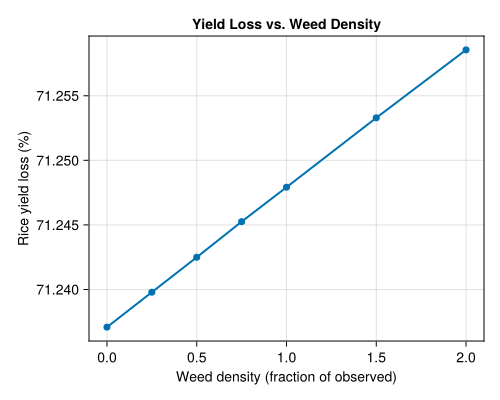 Yield Loss vs. Weed Density
Rice yield loss (%)
71.255
71.250
71.245
71.240
0.0 0.5 1.0 1.5 2.0
Weed density (fraction of observed)